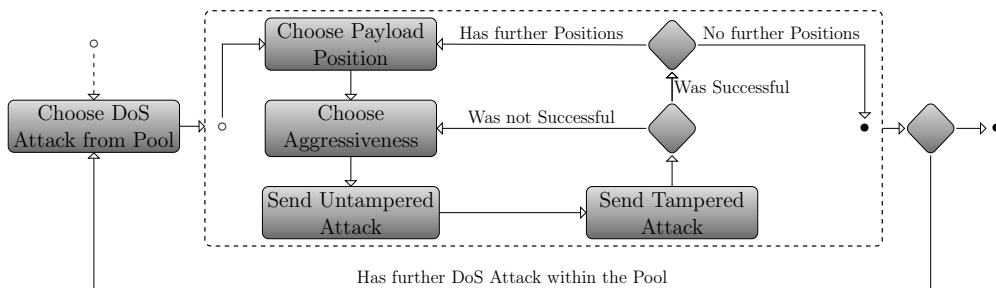 Choose Payload
Position
Has further Positions
No further Positions
Was Successful
Choose DoS
Attack from Pool
Choose
Aggressiveness
Was not Successful
Send Untampered
Attack
Send Tampered
Attack
Has further DoS Attack within the Pool